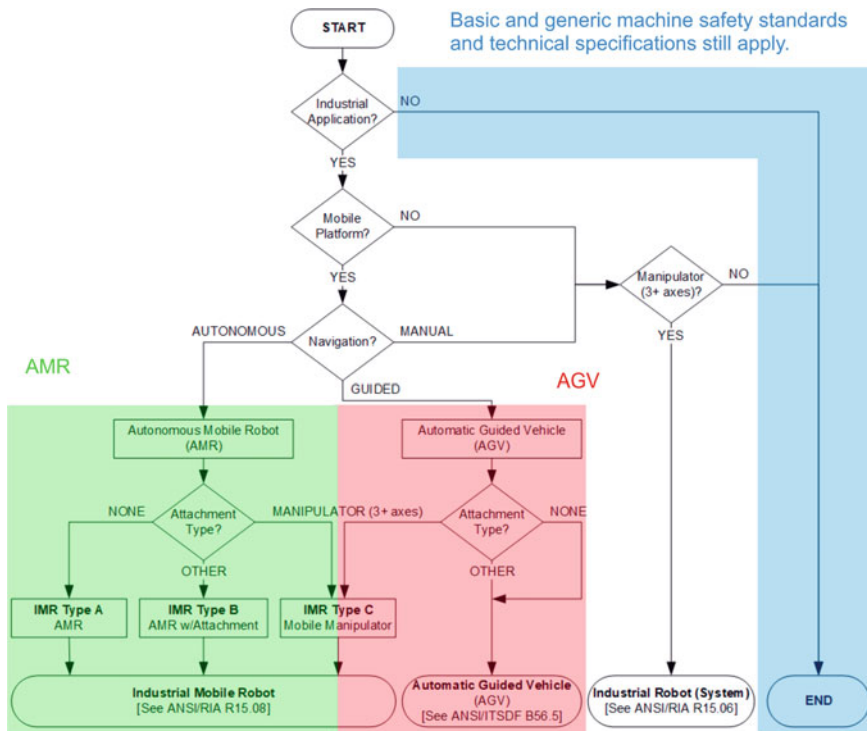 START
Basic and generic machine safety standards
and technical specifications still apply.
Industrial
Application?
NO
YES
Mobile
Platform?
NO
YES
Manipulator
(3+ axes)?
NO
YES
AUTONOMOUS
Navigation?
MANUAL
GUIDED
AMR
AGV
Autonomous Mobile Robot
(AMR)
Automatic Guided Vehicle
(AGV)
NONE
Attachment
Type?
MANIPULATOR (3+ axes)
Attachment
Type?
NONE
OTHER
OTHER
IMR Type A
AMR
IMR Type B
AMR w/Attachment
IMR Type C
Mobile Manipulator
Industrial Mobile Robot
[See ANSI/RIA R15.08]
Automatic Guided Vehicle
(AGV)
[See ANSI/ITSDF B56.5]
Industrial Robot (System)
[See ANSI/RIA R15.06]
END